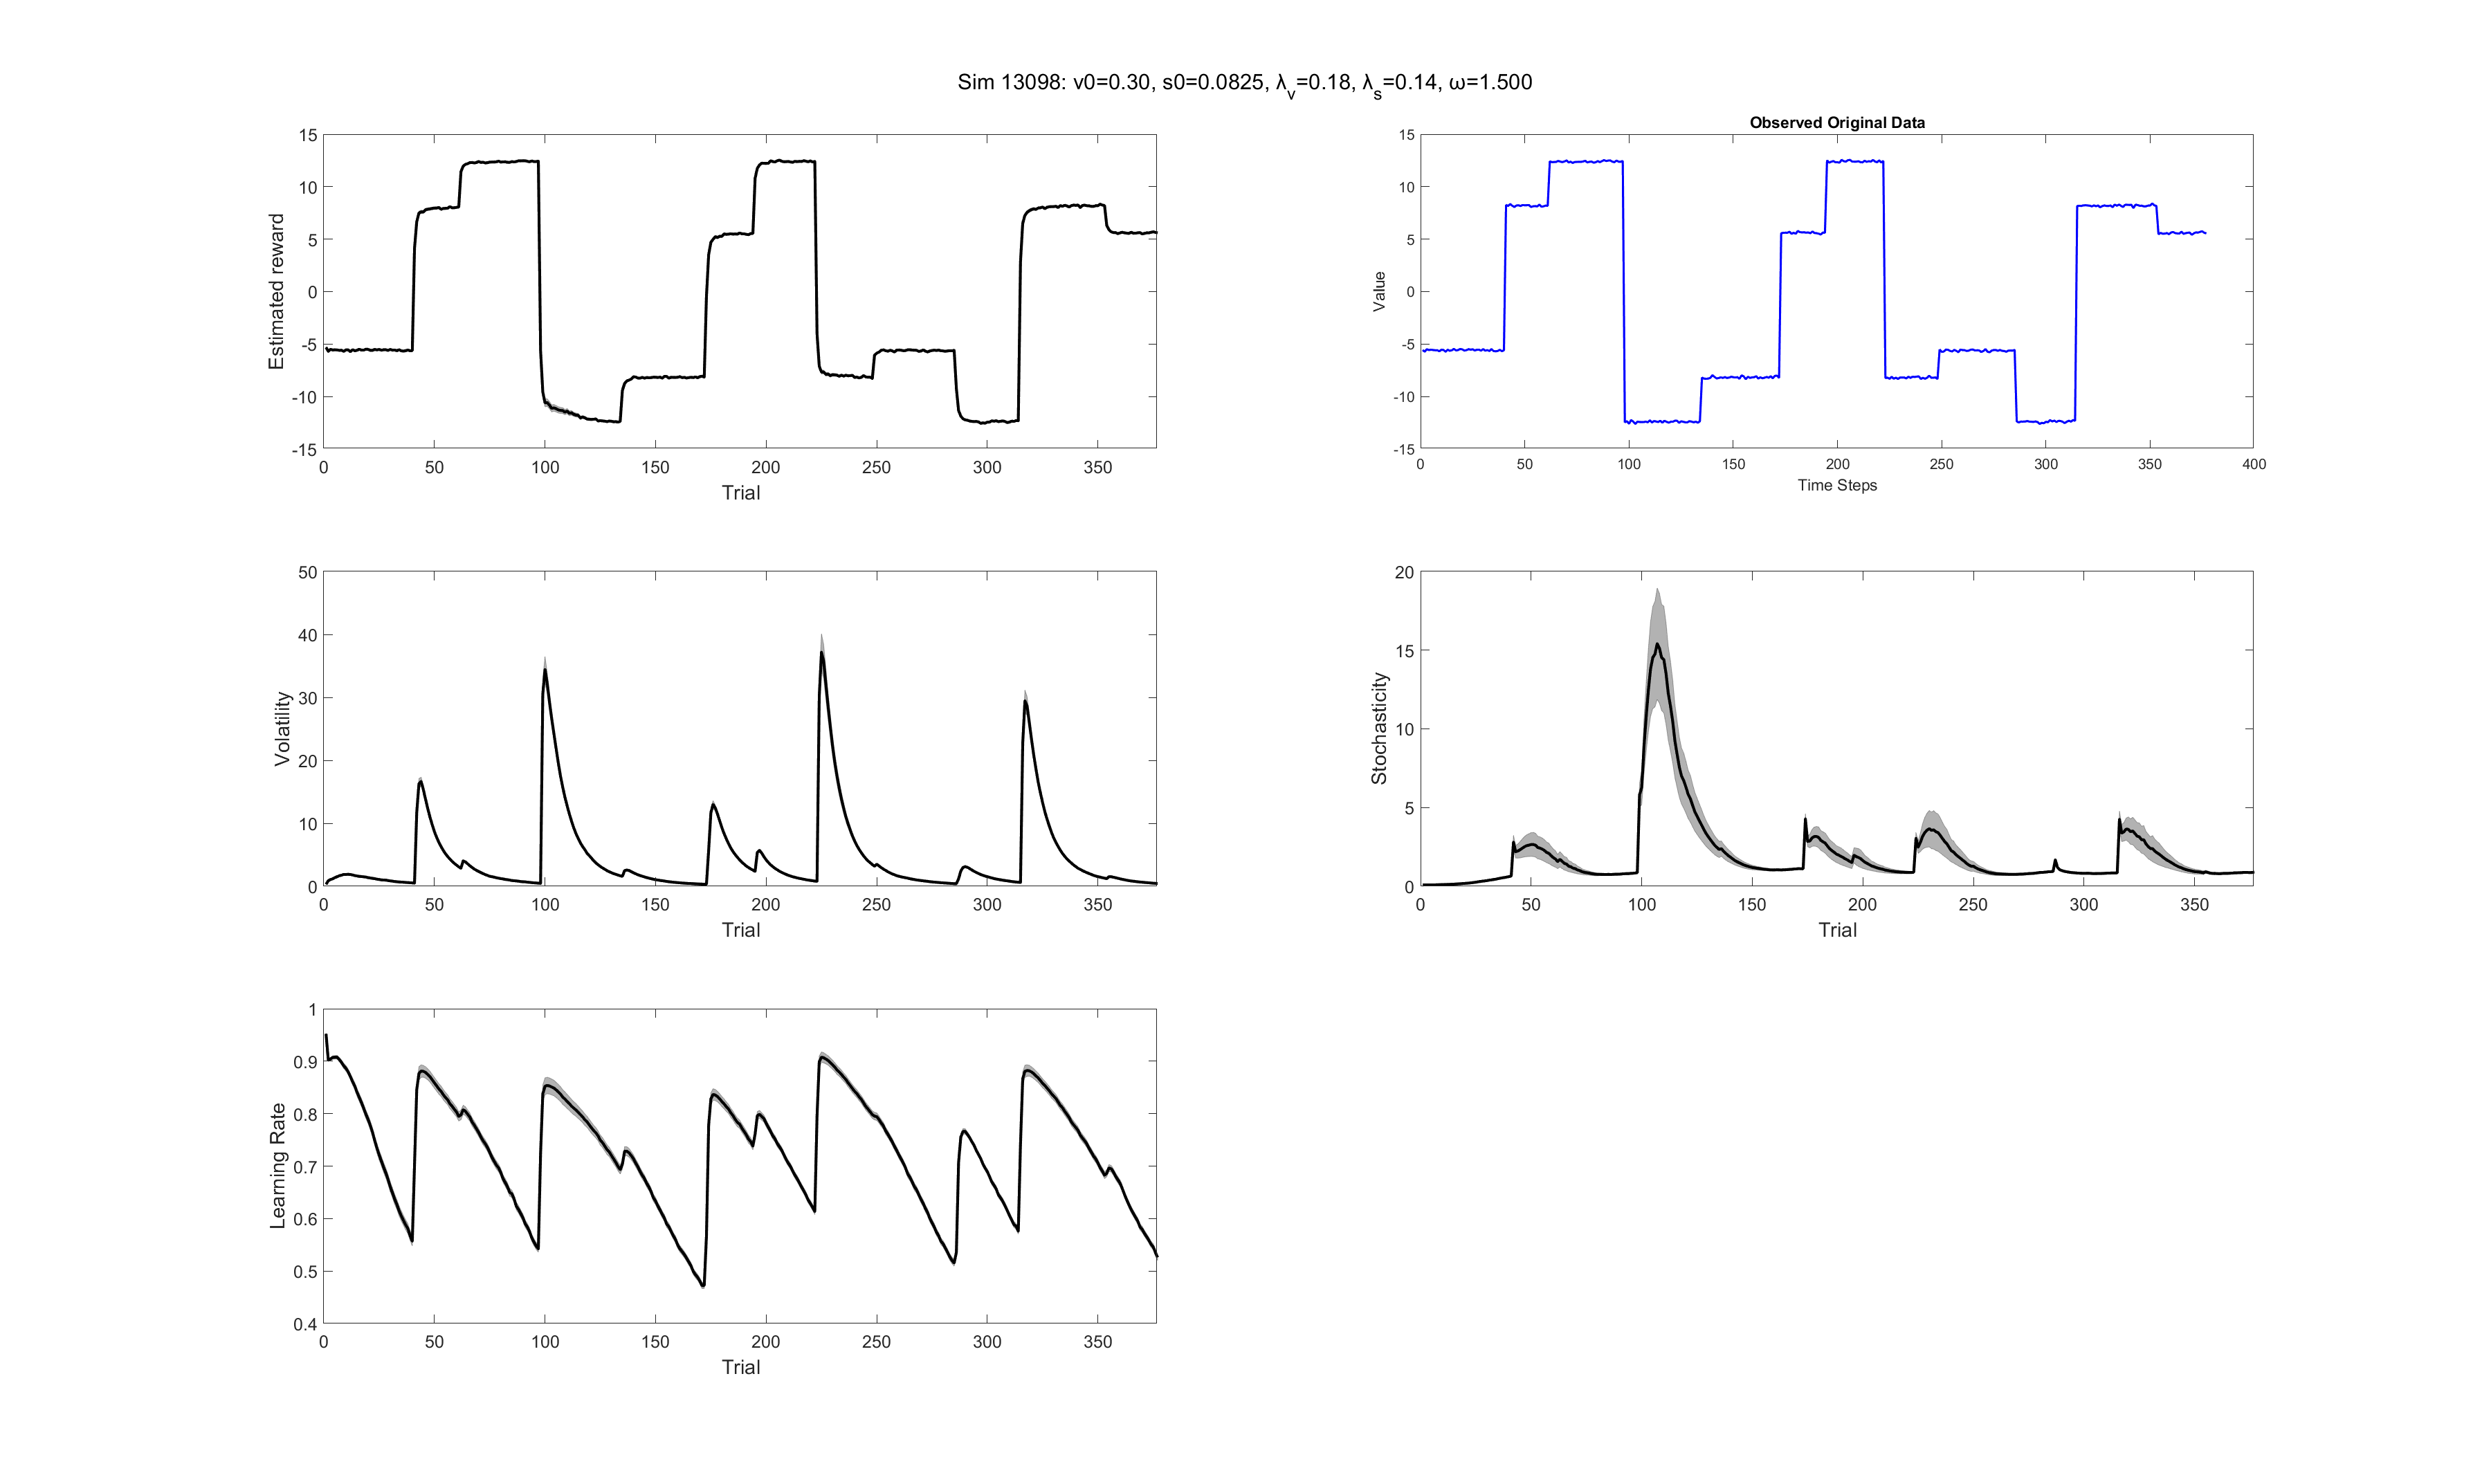 Sim 13098: v0=0.30, s0=0.0825, λv=0.18, λs=0.14, ω=1.500
15
10
5
0
-5
-10
-15
Estimated reward
0 50 100 150 200 250 300 350
Trial
Observed Original Data
15
10
5
0
-5
-10
-15
Value
0 50 100 150 200 250 300 350 400
Time Steps
50
40
30
20
10
0
Volatility
0 50 100 150 200 250 300 350
Trial
20
15
10
5
0
Stochasticity
0 50 100 150 200 250 300 350
Trial
1
0.9
0.8
0.7
0.6
0.5
0.4
Learning Rate
0 50 100 150 200 250 300 350
Trial